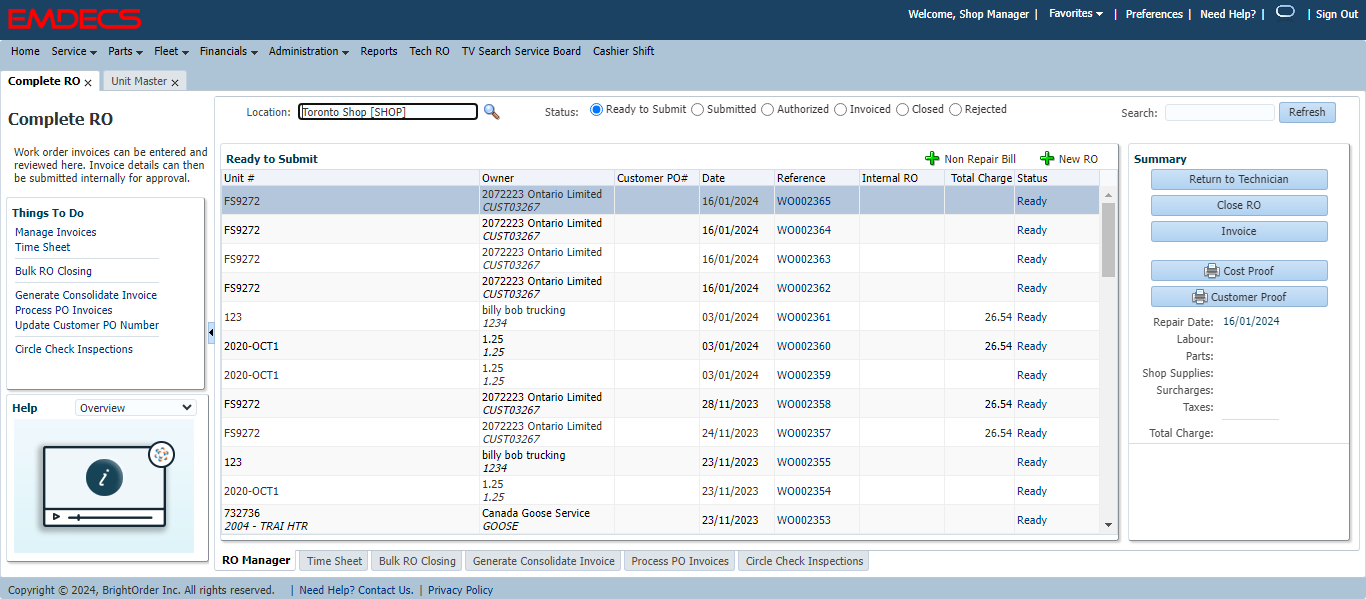 EMDECS
Welcome, Shop Manager | Favorites | Preferences | Need Help? | | Sign Out
Home Service Parts Fleet Financials Administration Reports Tech RO TV Search Service Board Cashier Shift
Complete RO x Unit Master x
Complete RO
Work order invoices can be entered and
reviewed here. Invoice details can then
be submitted internally for approval.
Things To Do
Manage Invoices
Time Sheet
Bulk RO Closing
Generate Consolidate Invoice
Process PO Invoices
Update Customer PO Number
Circle Check Inspections
Help Overview
i
Location: Toronto Shop [SHOP] Status: Ready to Submit Submitted Authorized Invoiced Closed Rejected Search: Refresh
Ready to Submit Non Repair Bill New RO
Unit # Owner Customer PO# Date Reference Internal RO Total Charge Status
FS9272 2072223 Ontario Limited 16/01/2024 WO002365 Ready
CUST03267
FS9272 2072223 Ontario Limited 16/01/2024 WO002364 Ready
CUST03267
FS9272 2072223 Ontario Limited 16/01/2024 WO002363 Ready
CUST03267
FS9272 2072223 Ontario Limited 16/01/2024 WO002362 Ready
CUST03267
123 billy bob trucking 03/01/2024 WO002361 26.54 Ready
1234
2020-OCT1 1.25 03/01/2024 WO002360 26.54 Ready
1.25
2020-OCT1 1.25 03/01/2024 WO002359 Ready
1.25
FS9272 2072223 Ontario Limited 28/11/2023 WO002358 26.54 Ready
CUST03267
FS9272 2072223 Ontario Limited 24/11/2023 WO002357 26.54 Ready
CUST03267
123 billy bob trucking 23/11/2023 WO002355 Ready
1234
2020-OCT1 1.25 23/11/2023 WO002354 Ready
1.25
732736 Canada Goose Service 23/11/2023 WO002353 Ready
2004 - TRAI HTR GOOSE
Summary
Return to Technician
Close RO
Invoice
Cost Proof
Customer Proof
Repair Date: 16/01/2024
Labour:
Parts:
Shop Supplies:
Surcharges:
Taxes:
Total Charge:
RO Manager Time Sheet Bulk RO Closing Generate Consolidate Invoice Process PO Invoices Circle Check Inspections
Copyright © 2024, BrightOrder Inc. All rights reserved. | Need Help? Contact Us. | Privacy Policy